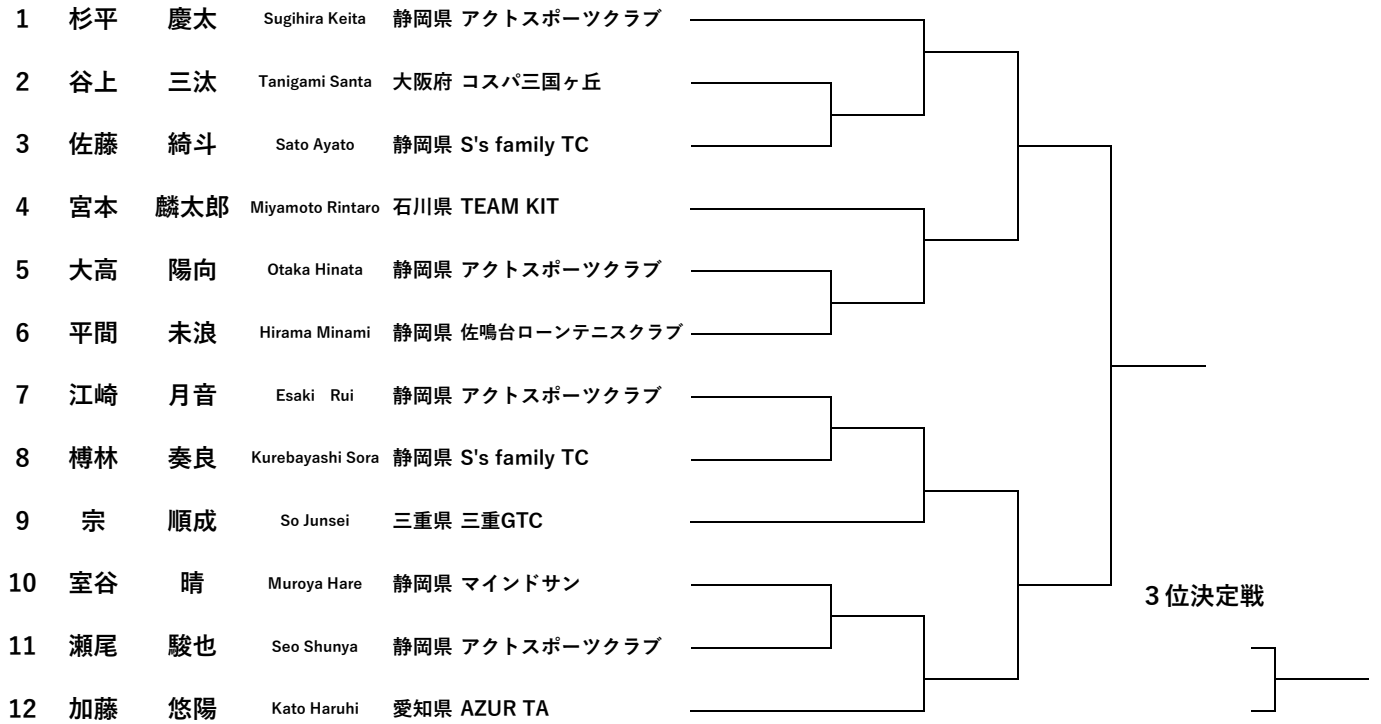 1 杉平 慶太 Sugihira Keita 静岡県 アクトスポーツクラブ
2 谷上 三汰 Tanigami Santa 大阪府 コスパ三国ヶ丘
3 佐藤 綺斗 Sato Ayato 静岡県 S's family TC
4 宮本 麟太郎 Miyamoto Rintaro 石川県 TEAM KIT
5 大高 陽向 Otaka Hinata 静岡県 アクトスポーツクラブ
6 平間 未浪 Hirama Minami 静岡県 佐鳴台ローンテニスクラブ
7 江崎 月音 Esaki　Rui 静岡県 アクトスポーツクラブ
8 榑林 奏良 Kurebayashi Sora 静岡県 S's family TC
9 宗 順成 So Junsei 三重県 三重GTC
10 室谷 晴 Muroya Hare 静岡県 マインドサン
３位決定戦
11 瀬尾 駿也 Seo Shunya 静岡県 アクトスポーツクラブ
12 加藤 悠陽 Kato Haruhi 愛知県 AZUR TA